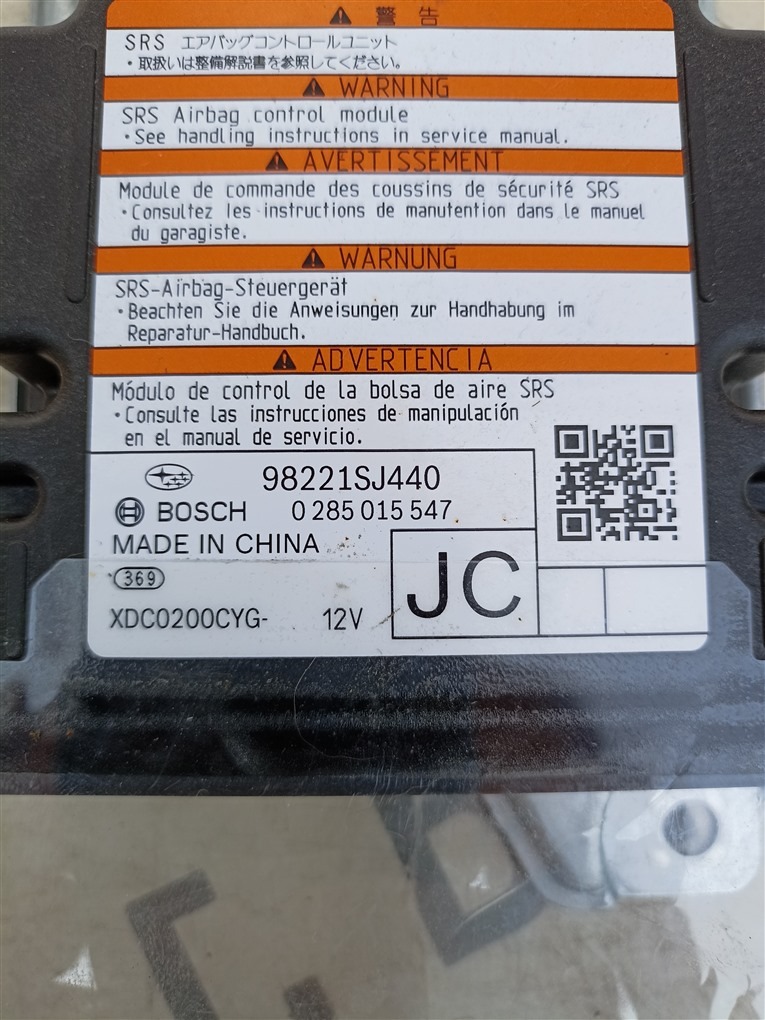 ⚠ 警告
SRS エアバッグコントロールユニット
・取扱いは整備解説書を参照してください。
⚠ WARNING
SRS Airbag control module
・See handling instructions in service manual.
⚠ AVERTISSEMENT
Module de commande des coussins de sécurité SRS
・Consultez les instructions de manutention dans le manuel
du garagiste.
⚠ WARNUNG
SRS-Airbag-Steuergerät
・Beachten Sie die Anweisungen zur Handhabung im
Reparatur-Handbuch.
⚠ ADVERTENCIA
Módulo de control de la bolsa de aire SRS
・Consulte las instrucciones de manipulación
en el manual de servicio.
98221SJ440
BOSCH 0 285 015 547
MADE IN CHINA
369
XDC0200CYG- 12V
JC